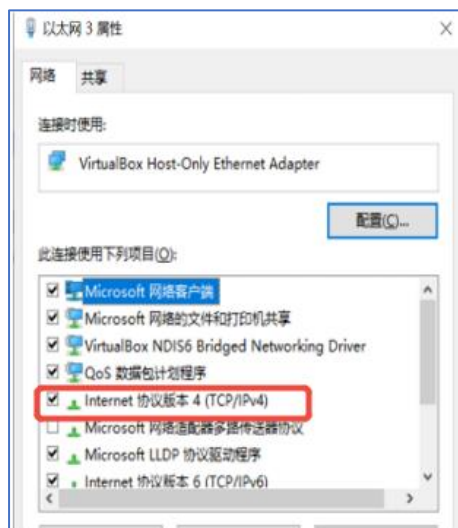 以太网 3 属性
网络 共享
连接时使用:
VirtualBox Host-Only Ethernet Adapter
配置(C)...
此连接使用下列项目(O):
Microsoft 网络客户端
Microsoft 网络的文件和打印机共享
VirtualBox NDIS6 Bridged Networking Driver
QoS 数据包计划程序
Internet 协议版本 4 (TCP/IPv4)
Microsoft 网络适配器多路传送器协议
Microsoft LLDP 协议驱动程序
Internet 协议版本 6 (TCP/IPv6)